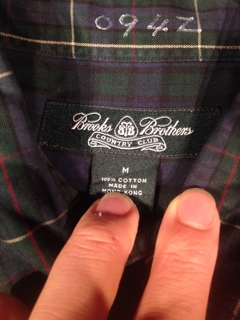 0942
Brooks Brothers
COUNTRY CLUB
M
100% COTTON
MADE IN
HONG KONG